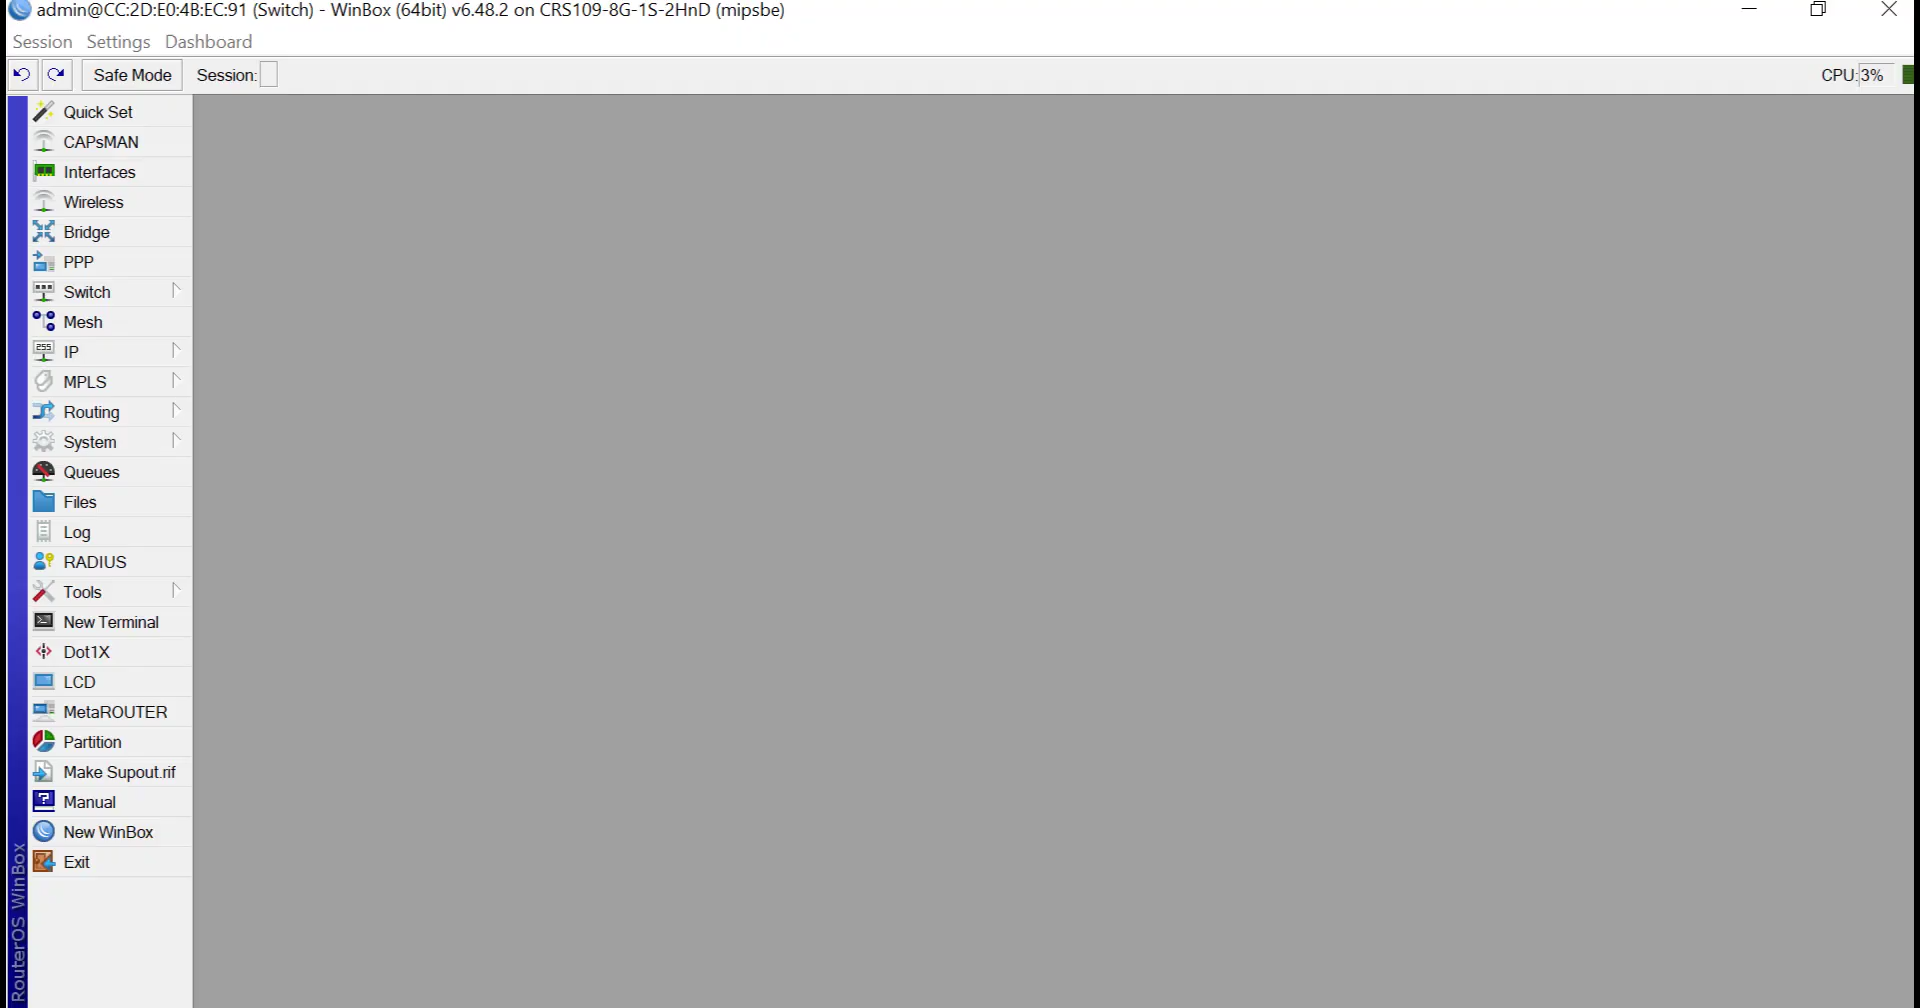 admin@CC:2D:E0:4B:EC:91 (Switch) - WinBox (64bit) v6.48.2 on CRS109-8G-1S-2HnD (mipsbe)
Session Settings Dashboard
Safe Mode Session: CPU: 3%
Quick Set
CAPsMAN
Interfaces
Wireless
Bridge
PPP
Switch
Mesh
255 IP
MPLS
Routing
System
Queues
Files
Log
RADIUS
Tools
New Terminal
Dot1X
LCD
MetaROUTER
Partition
Make Supout.rif
Manual
New WinBox
Exit
RouterOS WinBox